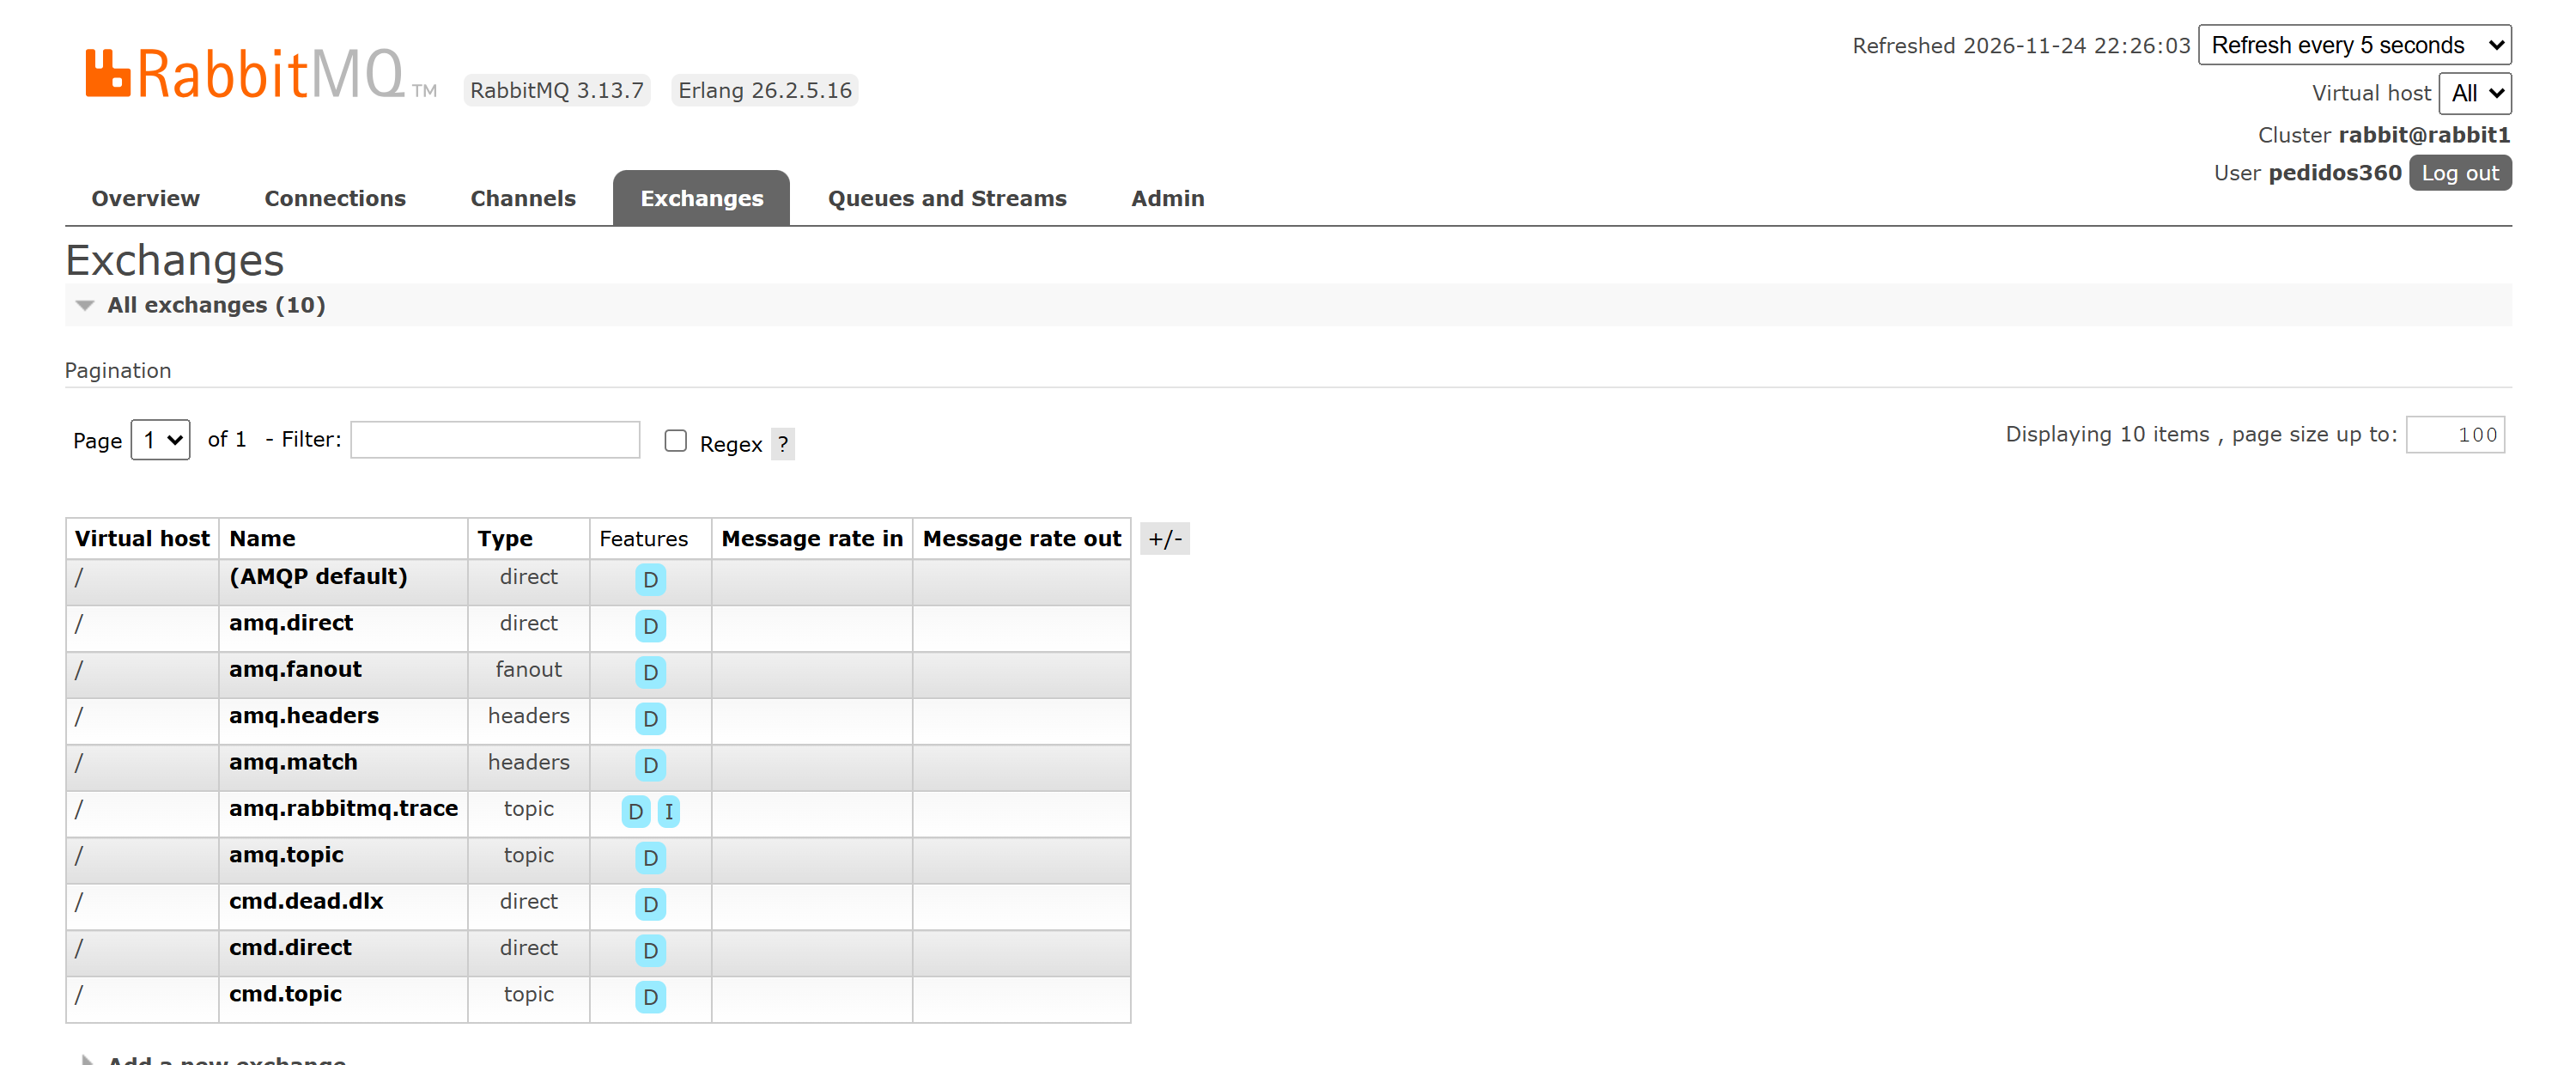 Refreshed 2026-11-24 22:26:03 Refresh every 5 seconds
RabbitMQ TM RabbitMQ 3.13.7 Erlang 26.2.5.16
Virtual host All
Cluster rabbit@rabbit1
User pedidos360 Log out
Overview Connections Channels Exchanges Queues and Streams Admin
Exchanges
All exchanges (10)
Pagination
Page 1 of 1 - Filter: Regex ? Displaying 10 items , page size up to: 100
Virtual host Name Type Features Message rate in Message rate out +/-
/ (AMQP default) direct D
/ amq.direct direct D
/ amq.fanout fanout D
/ amq.headers headers D
/ amq.match headers D
/ amq.rabbitmq.trace topic D I
/ amq.topic topic D
/ cmd.dead.dlx direct D
/ cmd.direct direct D
/ cmd.topic topic D
Add a new exchange